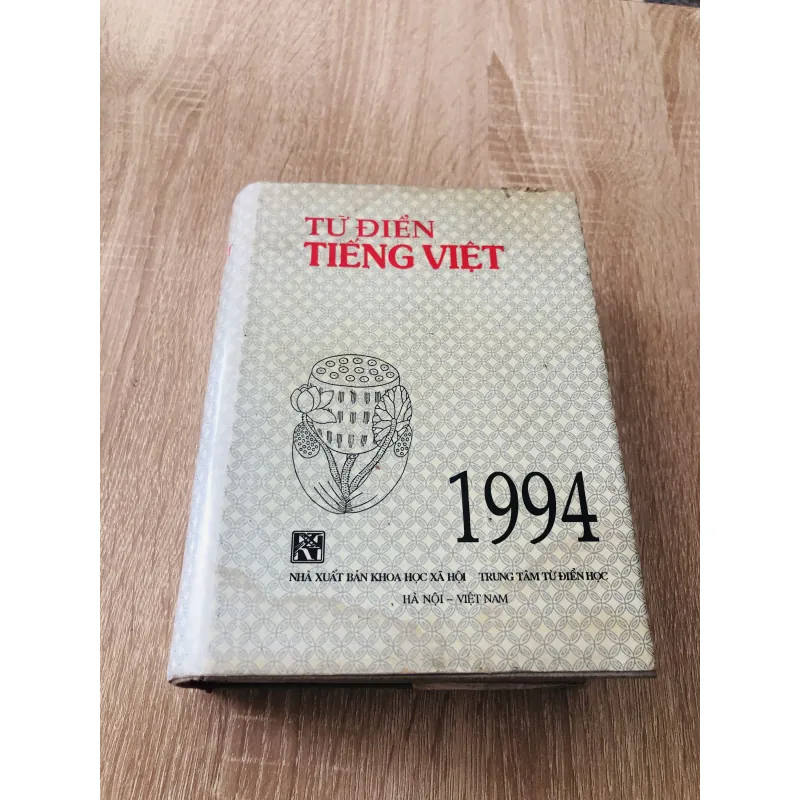 TỪ ĐIỂN
TIẾNG VIỆT
1994
NHÀ XUẤT BẢN KHOA HỌC XÃ HỘI TRUNG TÂM TỪ ĐIỂN HỌC
HÀ NỘI – VIỆT NAM